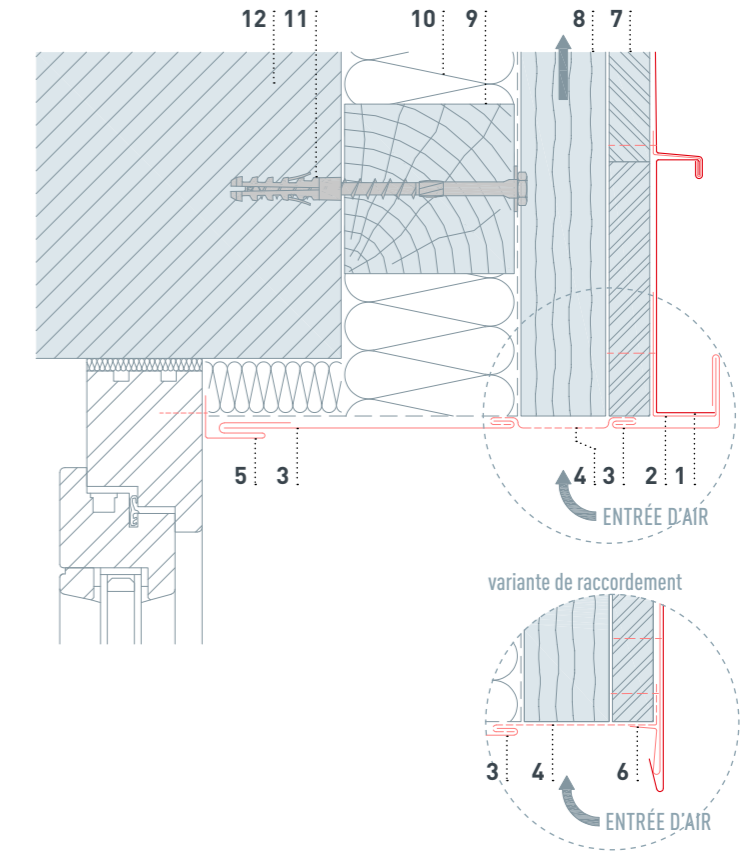 12 11 10 9 8 7
5 3 4 3 2 1
ENTRÉE D'AIR
variante de raccordement
3 4 6
ENTRÉE D'AIR